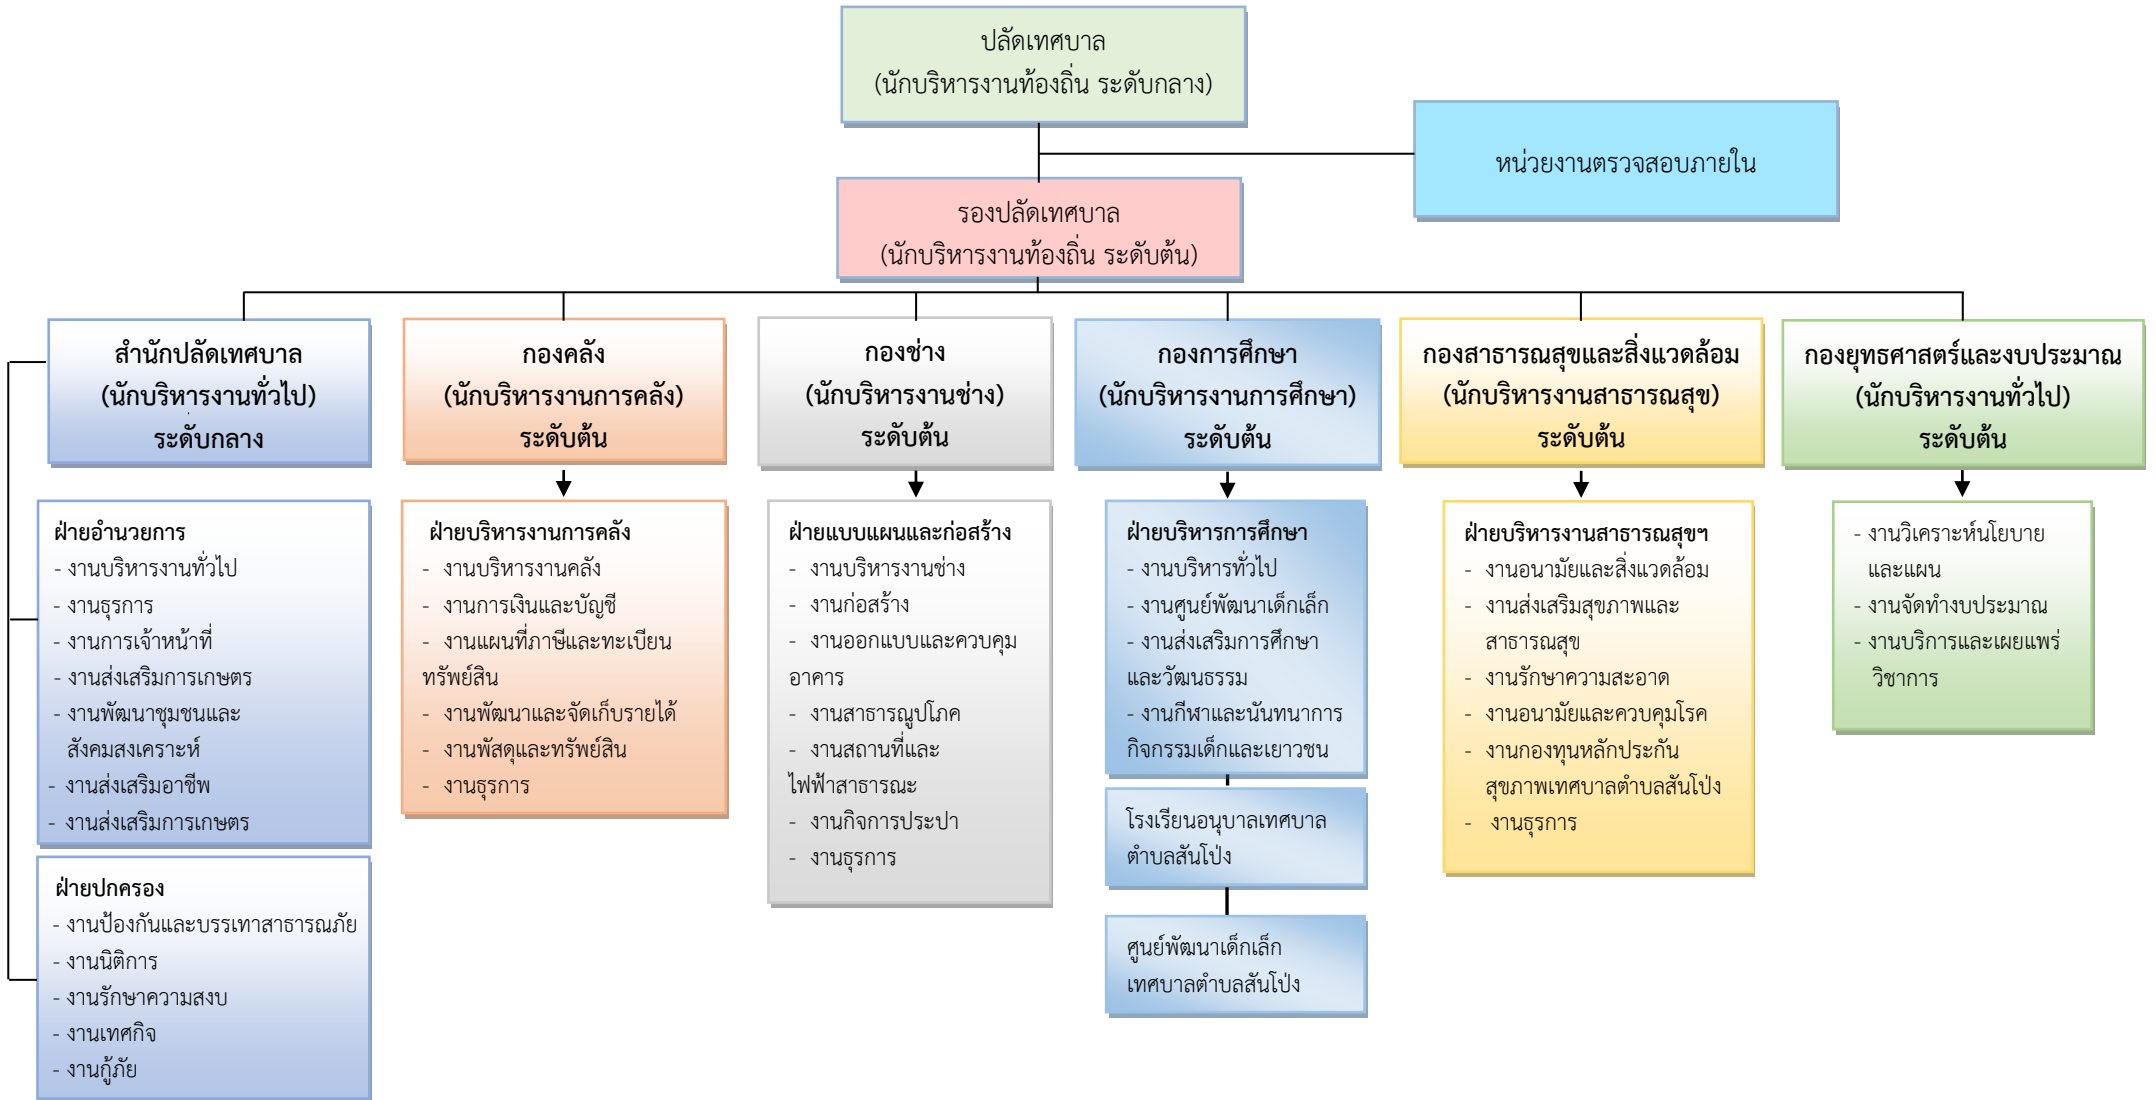 ปลัดเทศบาล
(นักบริหารงานท้องถิ่น ระดับกลาง)
หน่วยงานตรวจสอบภายใน
รองปลัดเทศบาล
(นักบริหารงานท้องถิ่น ระดับต้น)
สำนักปลัดเทศบาล
(นักบริหารงานทั่วไป)
ระดับกลาง
กองคลัง
(นักบริหารงานการคลัง)
ระดับต้น
กองช่าง
(นักบริหารงานช่าง)
ระดับต้น
กองการศึกษา
(นักบริหารงานการศึกษา)
ระดับต้น
กองสาธารณสุขและสิ่งแวดล้อม
(นักบริหารงานสาธารณสุข)
ระดับต้น
กองยุทธศาสตร์และงบประมาณ
(นักบริหารงานทั่วไป)
ระดับต้น
ฝ่ายอำนวยการ
- งานบริหารงานทั่วไป
- งานธุรการ
- งานการเจ้าหน้าที่
- งานส่งเสริมการเกษตร
- งานพัฒนาชุมชนและ
สังคมสงเคราะห์
- งานส่งเสริมอาชีพ
- งานส่งเสริมการเกษตร
ฝ่ายปกครอง
- งานป้องกันและบรรเทาสาธารณภัย
- งานนิติการ
- งานรักษาความสงบ
- งานเทศกิจ
- งานกู้ภัย
ฝ่ายบริหารงานการคลัง
- งานบริหารงานคลัง
- งานการเงินและบัญชี
- งานแผนที่ภาษีและทะเบียน
ทรัพย์สิน
- งานพัฒนาและจัดเก็บรายได้
- งานพัสดุและทรัพย์สิน
- งานธุรการ
ฝ่ายแบบแผนและก่อสร้าง
- งานบริหารงานช่าง
- งานก่อสร้าง
- งานออกแบบและควบคุม
อาคาร
- งานสาธารณูปโภค
- งานสถานที่และ
ไฟฟ้าสาธารณะ
- งานกิจการประปา
- งานธุรการ
ฝ่ายบริหารการศึกษา
- งานบริหารทั่วไป
- งานศูนย์พัฒนาเด็กเล็ก
- งานส่งเสริมการศึกษา
และวัฒนธรรม
- งานกีฬาและนันทนาการ
กิจกรรมเด็กและเยาวชน
โรงเรียนอนุบาลเทศบาล
ตำบลสันโป่ง
ศูนย์พัฒนาเด็กเล็ก
เทศบาลตำบลสันโป่ง
ฝ่ายบริหารงานสาธารณสุขฯ
- งานอนามัยและสิ่งแวดล้อม
- งานส่งเสริมสุขภาพและ
สาธารณสุข
- งานรักษาความสะอาด
- งานอนามัยและควบคุมโรค
- งานกองทุนหลักประกัน
สุขภาพเทศบาลตำบลสันโป่ง
- งานธุรการ
- งานวิเคราะห์นโยบาย
และแผน
- งานจัดทำงบประมาณ
- งานบริการและเผยแพร่
วิชาการ